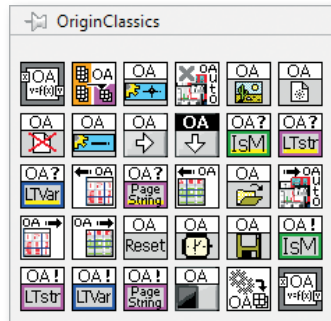 OriginClassics
OA v=f(x) OA OA OA Auto OA OA
OA OA OA OA OA? IsM OA? LTstr
OA? LTVar OA OA? Page String OA OA OA
OA OA OA Reset OA OA OA! IsM
OA! LTstr OA! LTVar OA! Page String OA OA OA v=f(x)